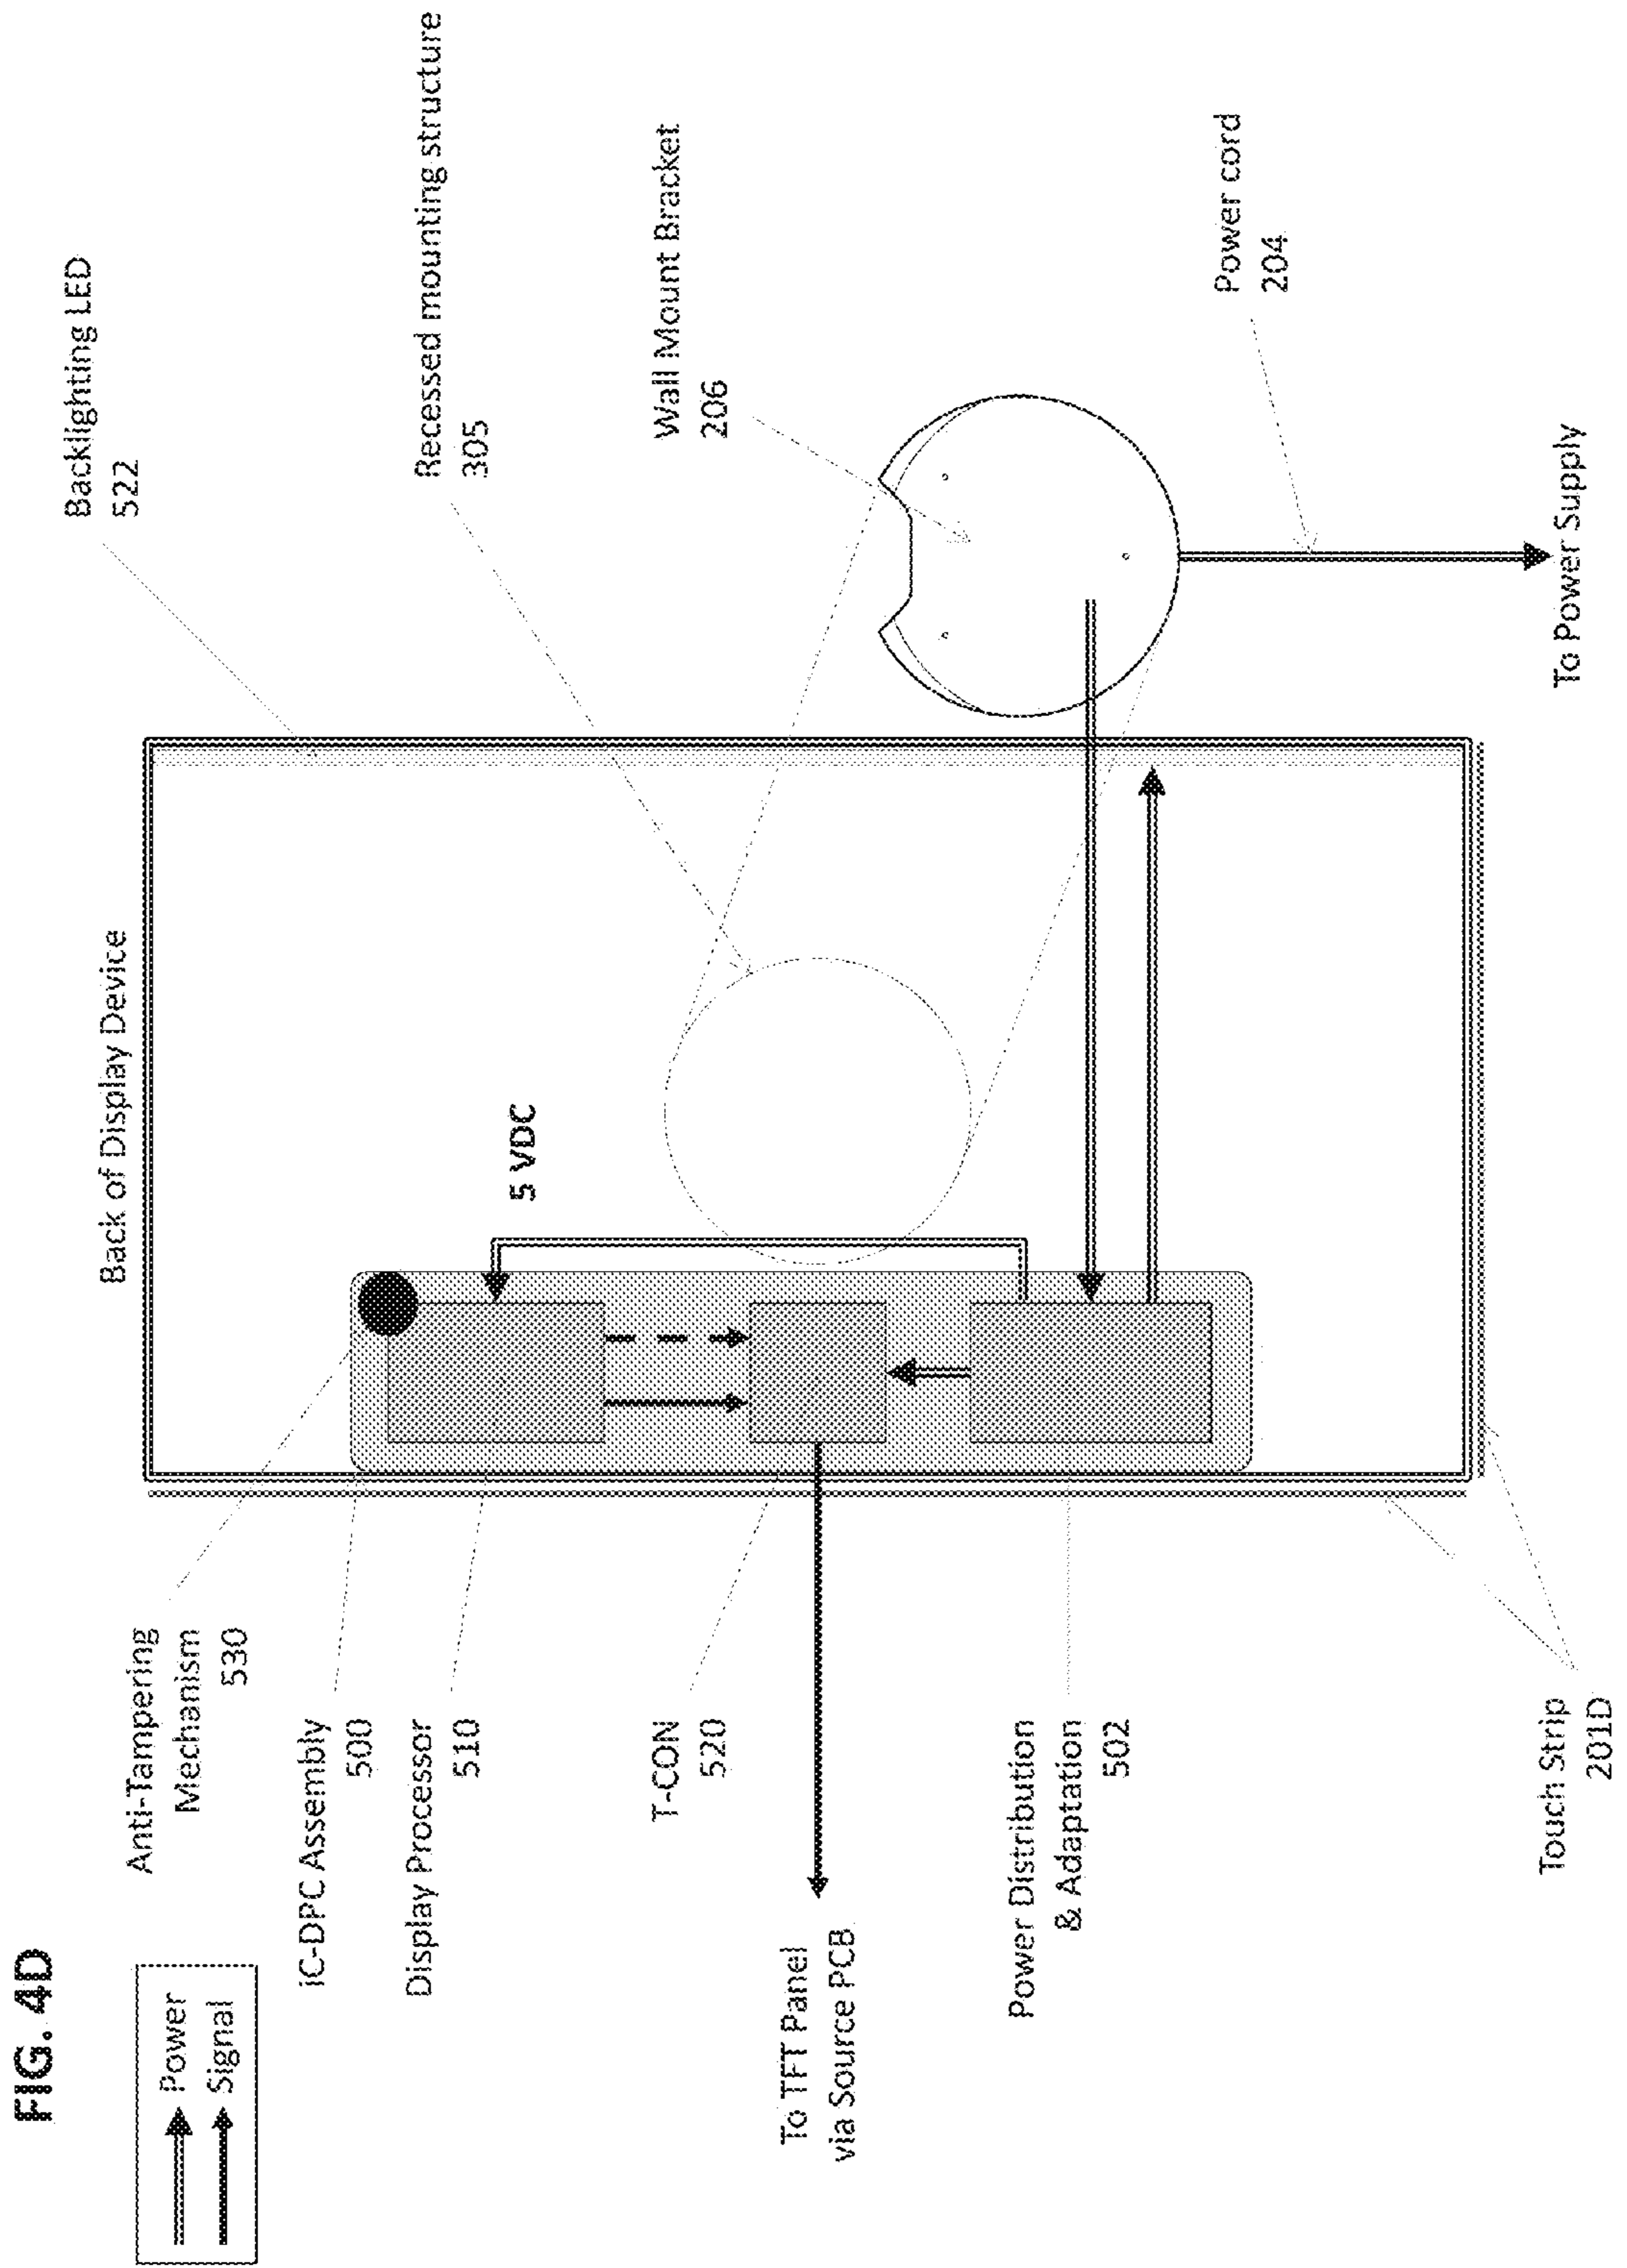 FIG. 4D
Power
Signal
Back of Display Device
Backlighting LED
522
Recessed mounting structure
305
Wall Mount Bracket
206
Power cord
204
To Power Supply
5 VDC
Anti-Tampering
Mechanism
530
iC-DPC Assembly
500
Display Processor
510
T-CON
520
To TFT Panel
via Source PCB
Power Distribution
& Adaptation
502
Touch Strip
201D